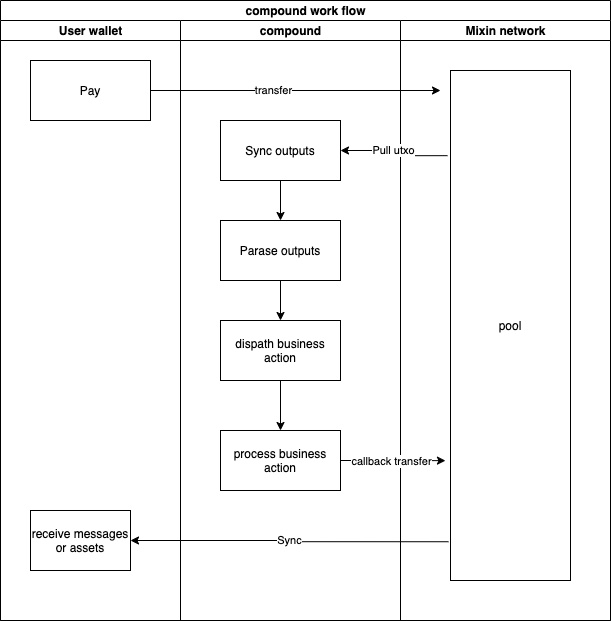 compound work flow
User wallet
compound
Mixin network
Pay
transfer
Sync outputs
Pull utxo
Parase outputs
pool
dispath business
action
process business
action
callback transfer
receive messages
or assets
Sync